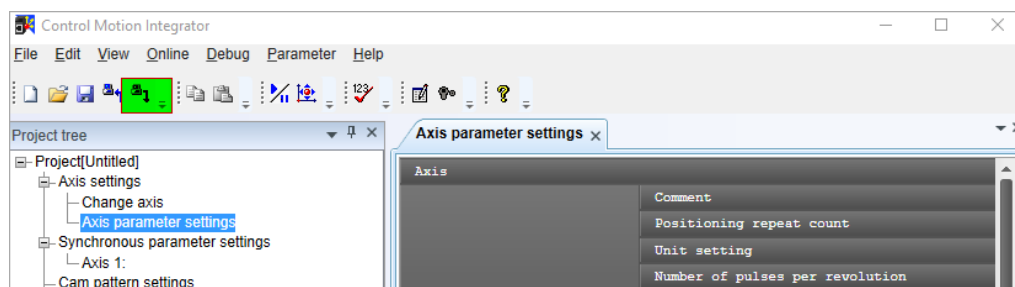 Control Motion Integrator
File Edit View Online Debug Parameter Help
123
?
Project tree
Axis parameter settings
Project[Untitled]
Axis
Axis settings
Change axis
Comment
Axis parameter settings
Positioning repeat count
Synchronous parameter settings
Unit setting
Axis 1:
Number of pulses per revolution
Cam pattern settings